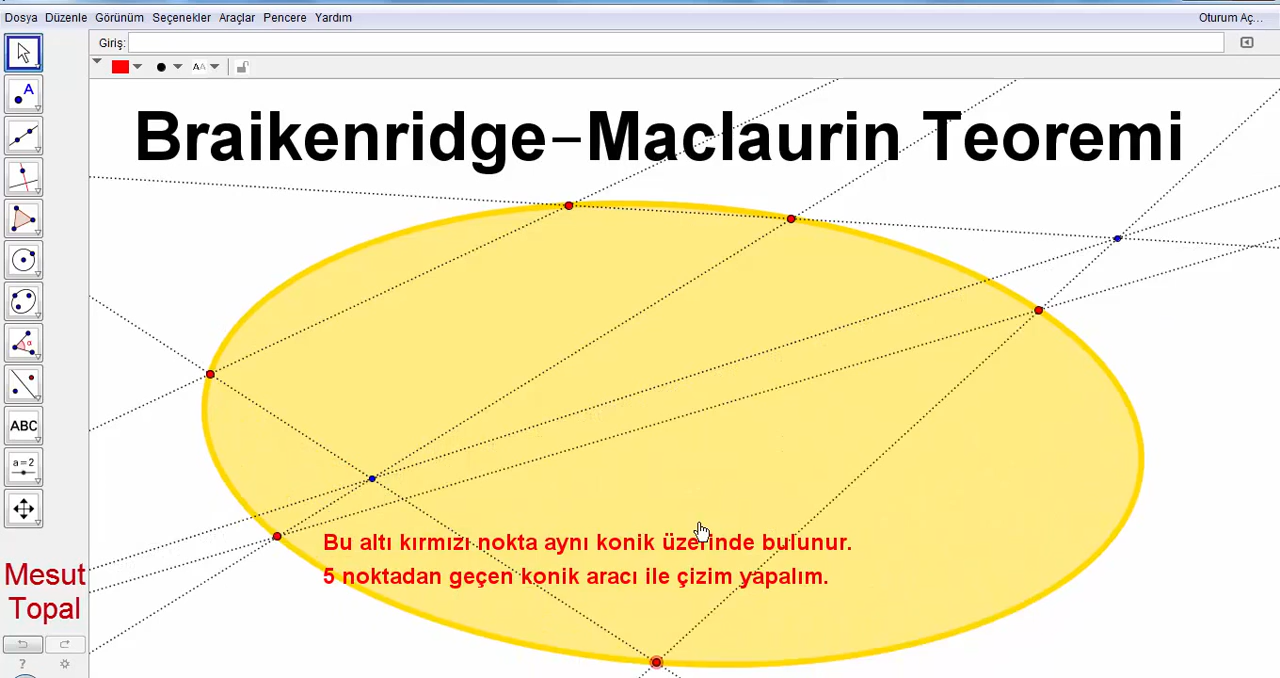 Dosya Düzenle Görünüm Seçenekler Araçlar Pencere Yardım Oturum Aç...
Giriş:
AA
Braikenridge–Maclaurin Teoremi
A
α
ABC
a=2
Bu altı kırmızı nokta aynı konik üzerinde bulunur.
5 noktadan geçen konik aracı ile çizim yapalım.
Mesut
Topal
?